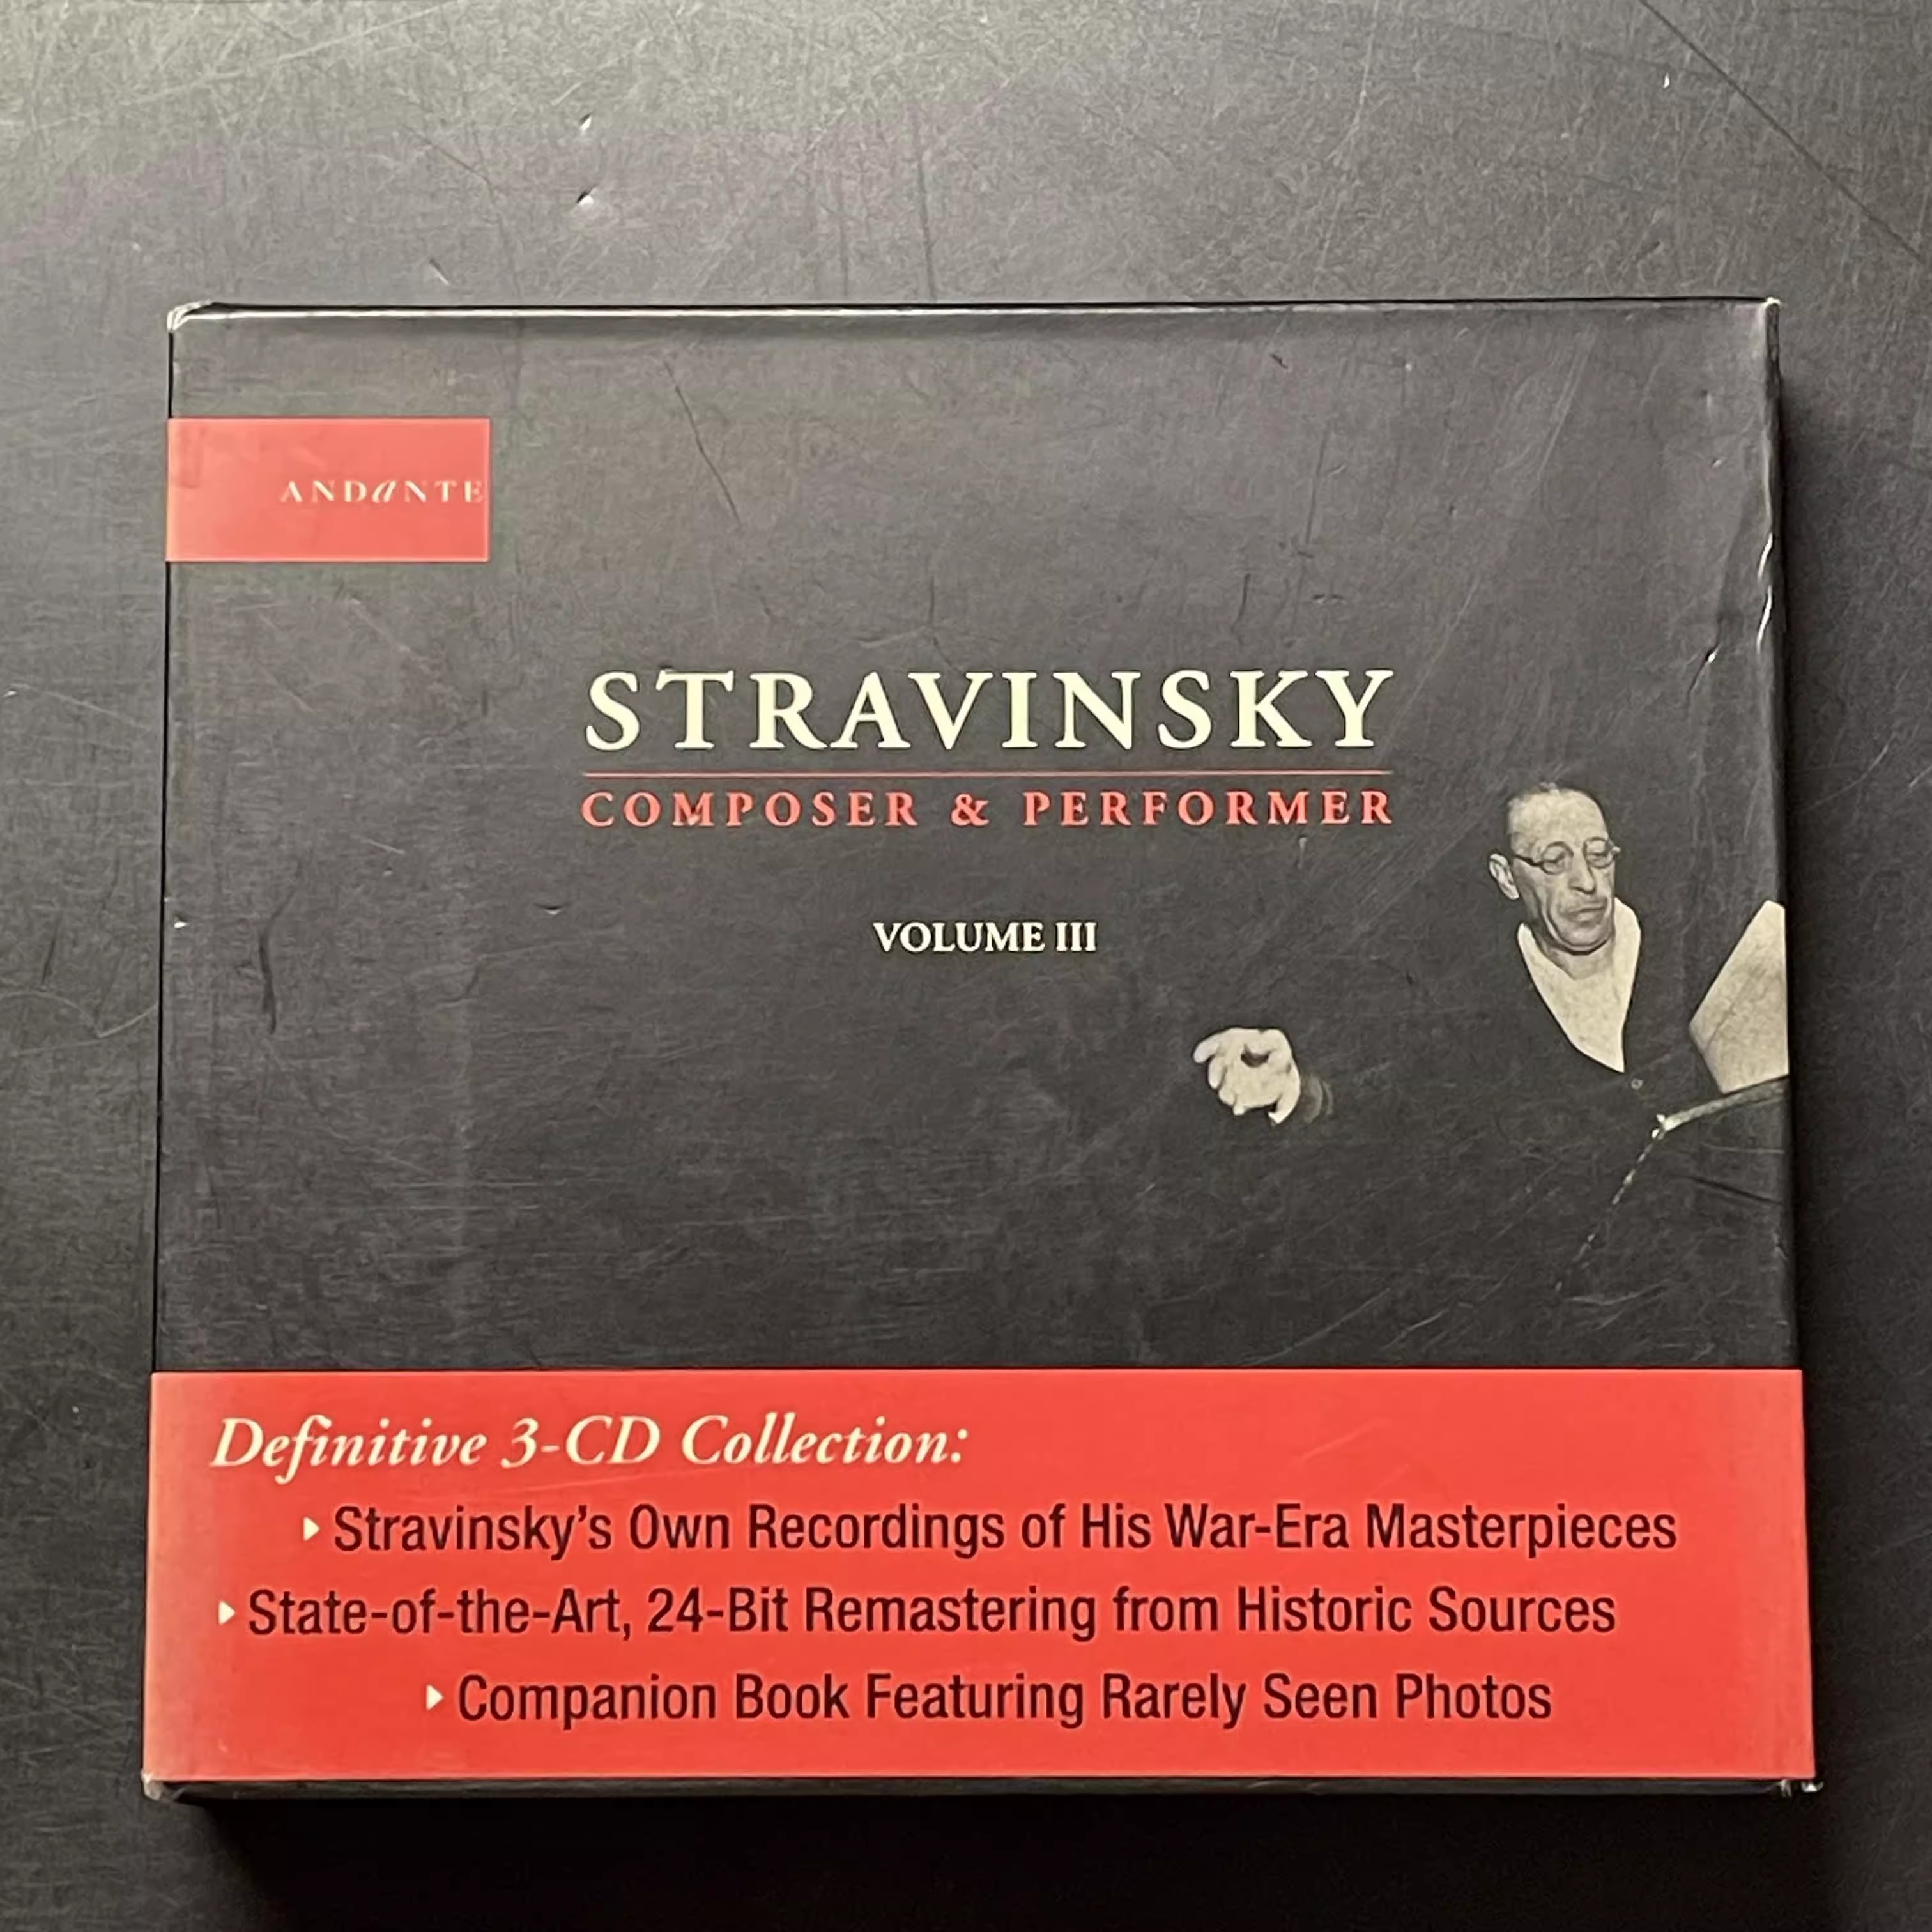 ANDaNTE
STRAVINSKY
COMPOSER & PERFORMER
VOLUME III
Definitive 3-CD Collection:
▸ Stravinsky’s Own Recordings of His War-Era Masterpieces
▸ State-of-the-Art, 24-Bit Remastering from Historic Sources
▸ Companion Book Featuring Rarely Seen Photos